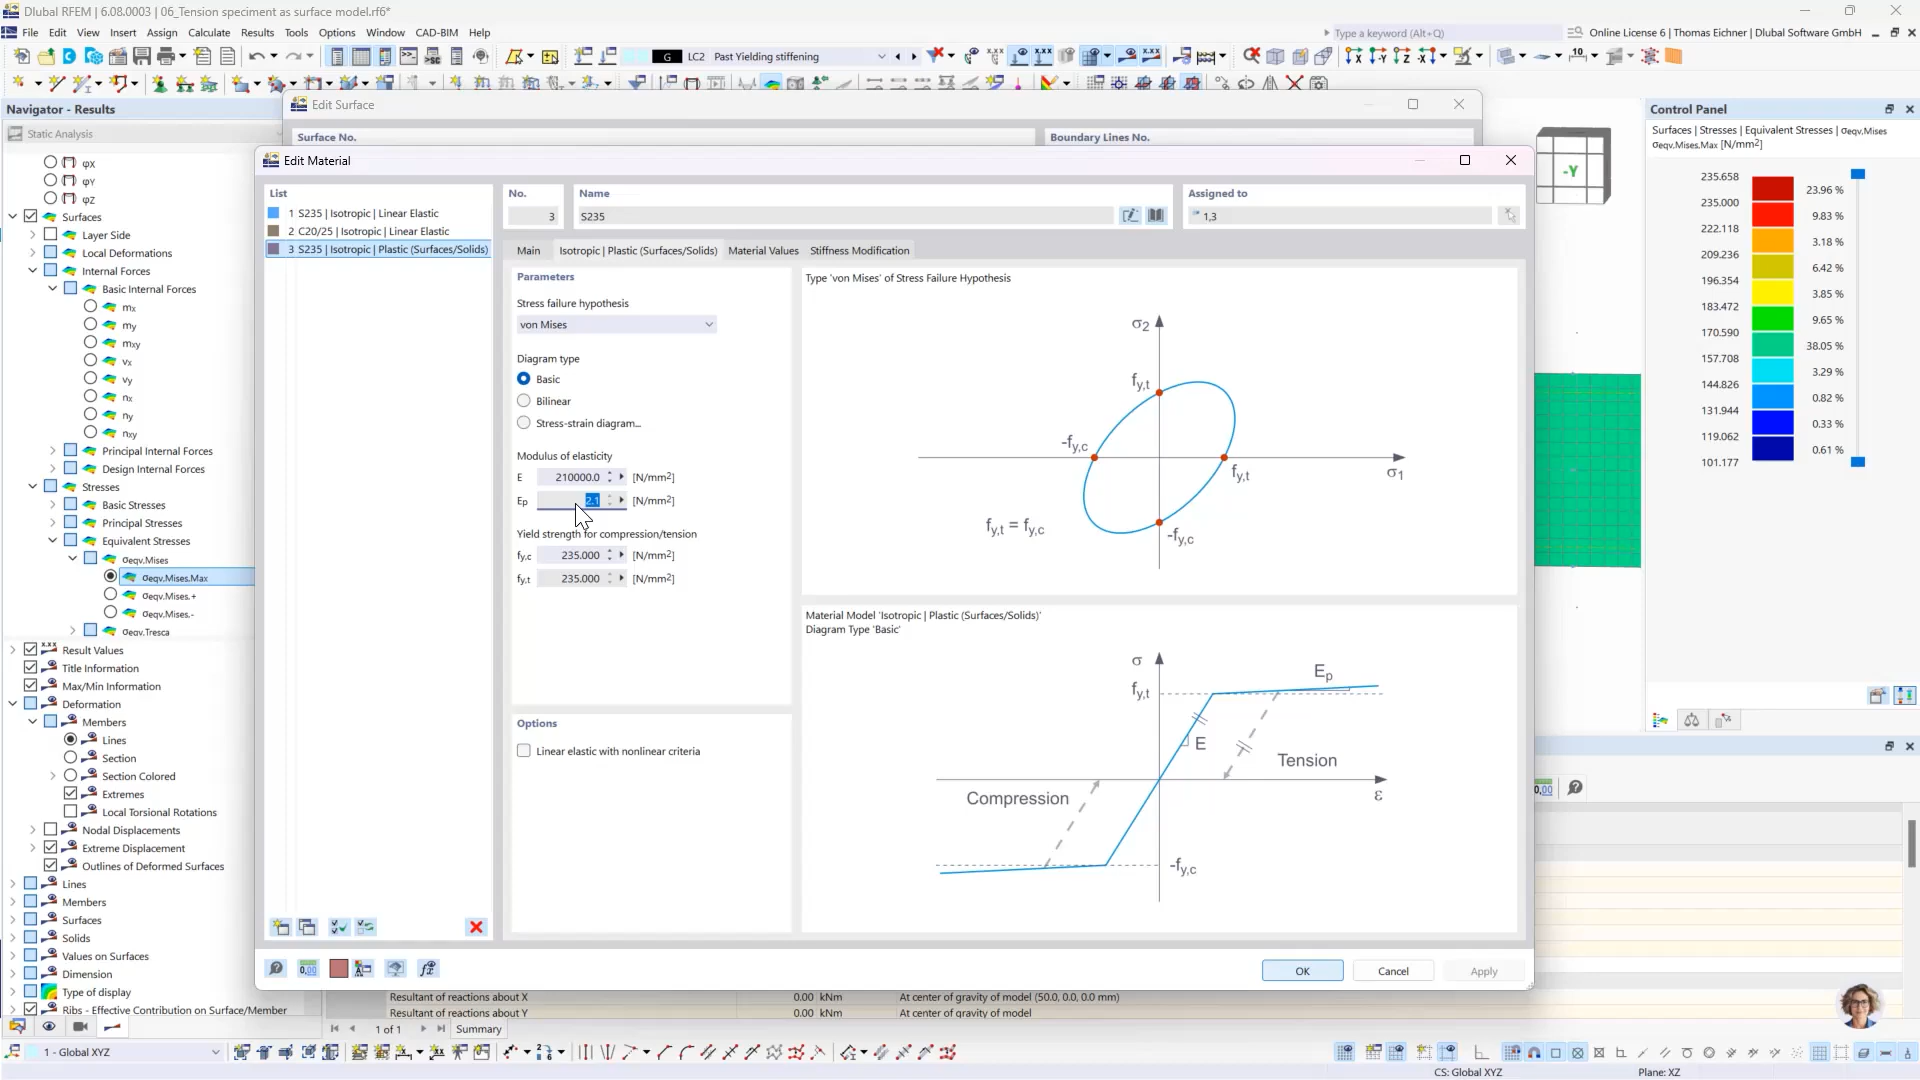 Dlubal RFEM | 6.08.0003 | 06_Tension speciment as surface model.rf6*
File Edit View Insert Assign Calculate Results Tools Options Window CAD-BIM Help
Type a keyword (Alt+Q)
Online License 6 | Thomas Eichner | Dlubal Software GmbH
G LC2 Past Yielding stiffening
Navigator - Results
Static Analysis
φX
φY
φZ
Surfaces
Layer Side
Local Deformations
Internal Forces
Basic Internal Forces
mx
my
mxy
vx
vy
nx
ny
nxy
Principal Internal Forces
Design Internal Forces
Stresses
Basic Stresses
Principal Stresses
Equivalent Stresses
σeqv,Mises
σeqv,Mises,Max
σeqv,Mises,+
σeqv,Mises,-
σeqv,Tresca
Result Values
Title Information
Max/Min Information
Deformation
Members
Lines
Section
Section Colored
Extremes
Local Torsional Rotations
Nodal Displacements
Extreme Displacement
Outlines of Deformed Surfaces
Lines
Members
Surfaces
Solids
Values on Surfaces
Dimension
Type of display
Ribs - Effective Contribution on Surface/Member
Edit Surface
Surface No.
Boundary Lines No.
Edit Material
List
1 S235 | Isotropic | Linear Elastic
2 C20/25 | Isotropic | Linear Elastic
3 S235 | Isotropic | Plastic (Surfaces/Solids)
No.
3
Name
S235
Assigned to
1,3
Main
Isotropic | Plastic (Surfaces/Solids)
Material Values
Stiffness Modification
Parameters
Stress failure hypothesis
von Mises
Diagram type
Basic
Bilinear
Stress-strain diagram...
Modulus of elasticity
E 210000.0 [N/mm2]
Ep 2.1 [N/mm2]
Yield strength for compression/tension
fy,c 235.000 [N/mm2]
fy,t 235.000 [N/mm2]
Options
Linear elastic with nonlinear criteria
Type 'von Mises' of Stress Failure Hypothesis
σ2
fy,t
-fy,c
fy,t
σ1
fy,t = fy,c
-fy,c
Material Model 'Isotropic | Plastic (Surfaces/Solids)'
Diagram Type 'Basic'
σ
fy,t
Ep
E
Tension
Compression
ε
-fy,c
OK
Cancel
Apply
Resultant of reactions about X 0.00 kNm At center of gravity of model (50.0, 0.0, 0.0 mm)
Resultant of reactions about Y 0.00 kNm At center of gravity of model
1 of 1
Summary
-Y
Control Panel
Surfaces | Stresses | Equivalent Stresses | σeqv,Mises
σeqv,Mises,Max [N/mm2]
235.658
23.96 %
235.000
9.83 %
222.118
3.18 %
209.236
6.42 %
196.354
3.85 %
183.472
9.65 %
170.590
38.05 %
157.708
3.29 %
144.826
0.82 %
131.944
0.33 %
119.062
0.61 %
101.177
1 - Global XYZ
CS: Global XYZ
Plane: XZ